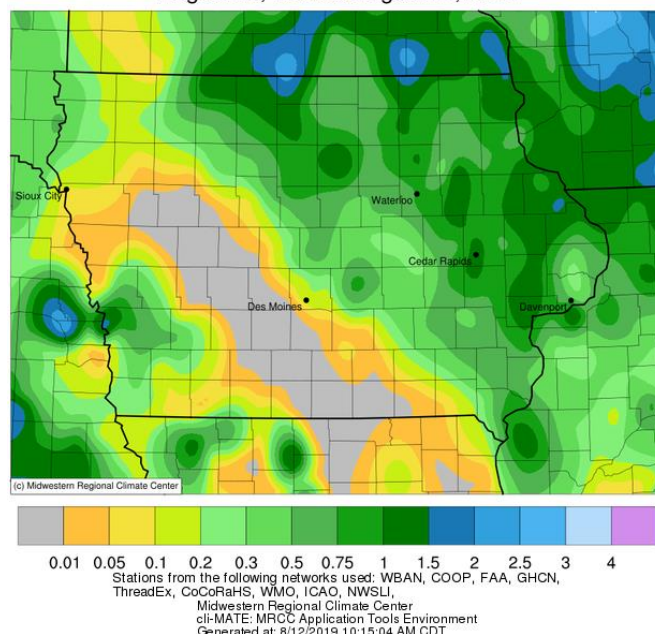 Sioux City
Waterloo
Cedar Rapids
Des Moines
Davenport
(c) Midwestern Regional Climate Center
0.01 0.05 0.1 0.2 0.3 0.5 0.75 1 1.5 2 2.5 3 4
Stations from the following networks used: WBAN, COOP, FAA, GHCN,
ThreadEx, CoCoRaHS, WMO, ICAO, NWSLI,
Midwestern Regional Climate Center
cli-MATE: MRCC Application Tools Environment
Generated at: 8/12/2019 10:15:04 AM CDT